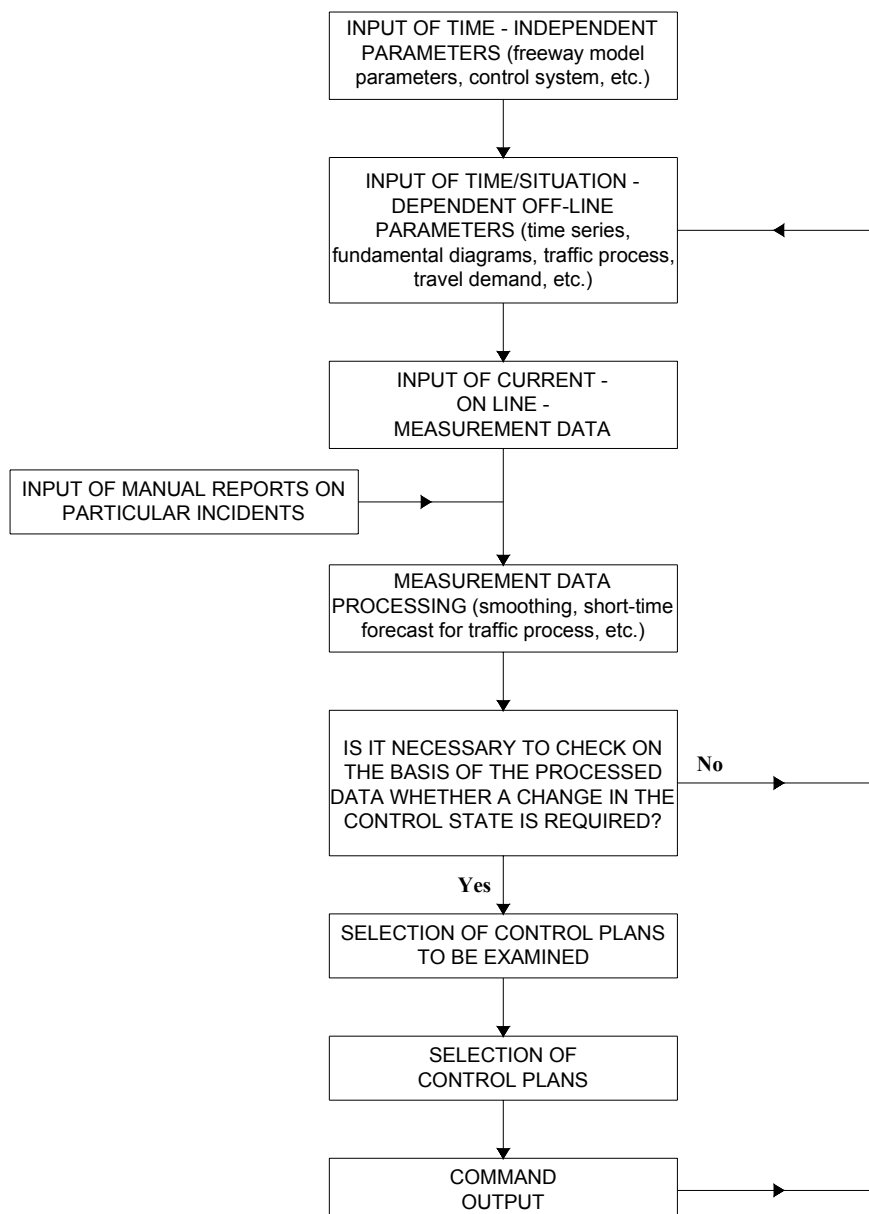 INPUT OF TIME - INDEPENDENT
PARAMETERS (freeway model
parameters, control system, etc.)
INPUT OF TIME/SITUATION -
DEPENDENT OFF-LINE
PARAMETERS (time series,
fundamental diagrams, traffic process,
travel demand, etc.)
INPUT OF CURRENT -
ON LINE -
MEASUREMENT DATA
INPUT OF MANUAL REPORTS ON
PARTICULAR INCIDENTS
MEASUREMENT DATA
PROCESSING (smoothing, short-time
forecast for traffic process, etc.)
IS IT NECESSARY TO CHECK ON
THE BASIS OF THE PROCESSED
DATA WHETHER A CHANGE IN THE
CONTROL STATE IS REQUIRED?
No
Yes
SELECTION OF CONTROL PLANS
TO BE EXAMINED
SELECTION OF
CONTROL PLANS
COMMAND
OUTPUT